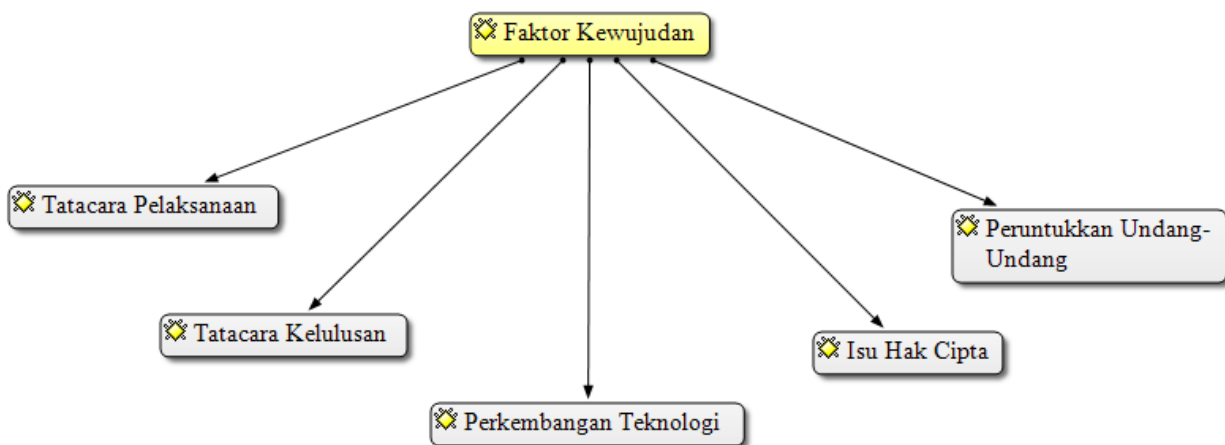 Faktor Kewujudan
Tatacara Pelaksanaan
Peruntukkan Undang-
Undang
Tatacara Kelulusan
Isu Hak Cipta
Perkembangan Teknologi